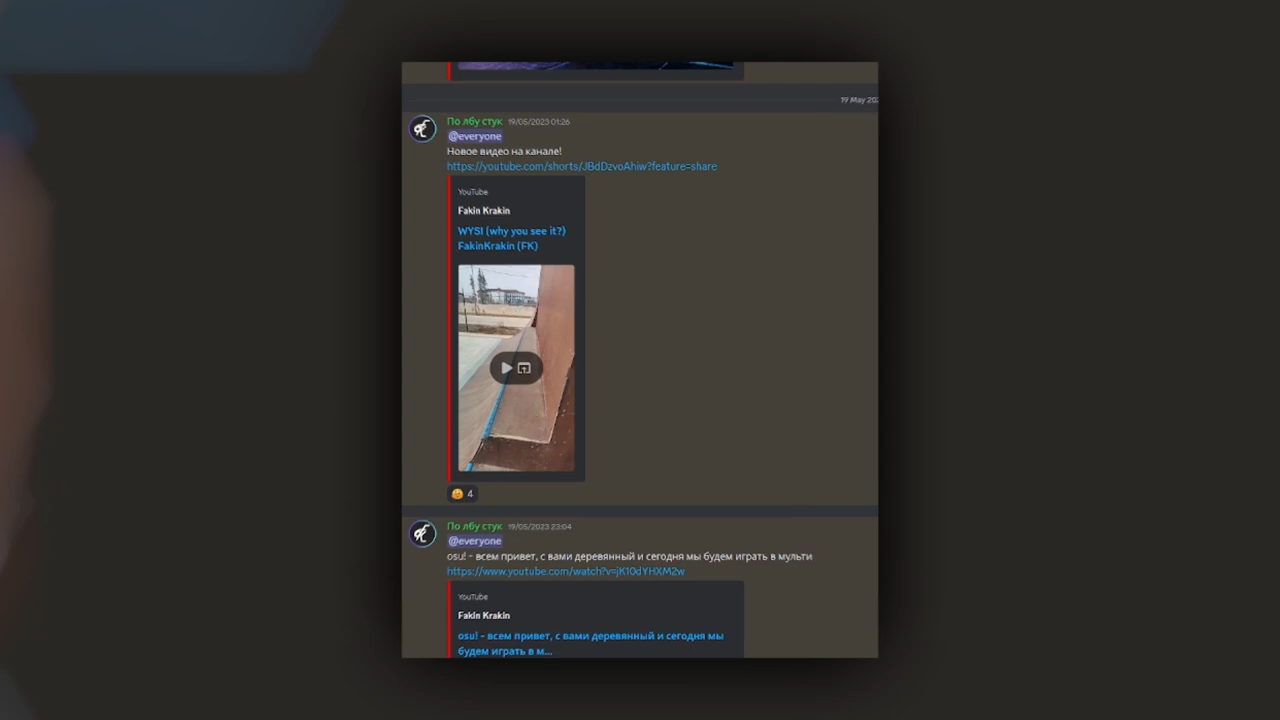 19 May 202
По лбу стук 19/05/2023 01:26
@everyone
Новое видео на канале!
https://youtube.com/shorts/JBdDzvoAhiw?feature=share
YouTube
Fakin Krakin
WYSI (why you see it?)
FakinKrakin (FK)
4
По лбу стук 19/05/2023 23:04
@everyone
osu! - всем привет, с вами деревянный и сегодня мы будем играть в мульти
https://www.youtube.com/watch?v=jK10dYHXM2w
YouTube
Fakin Krakin
osu! - всем привет, с вами деревянный и сегодня мы
будем играть в м...